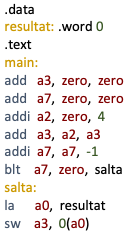 .data
resultat: .word 0
.text
main:
add a3, zero, zero
add a7, zero, zero
addi a2, zero, 4
add a3, a2, a3
addi a7, a7, -1
blt a7, zero, salta
salta:
la a0, resultat
sw a3, 0(a0)